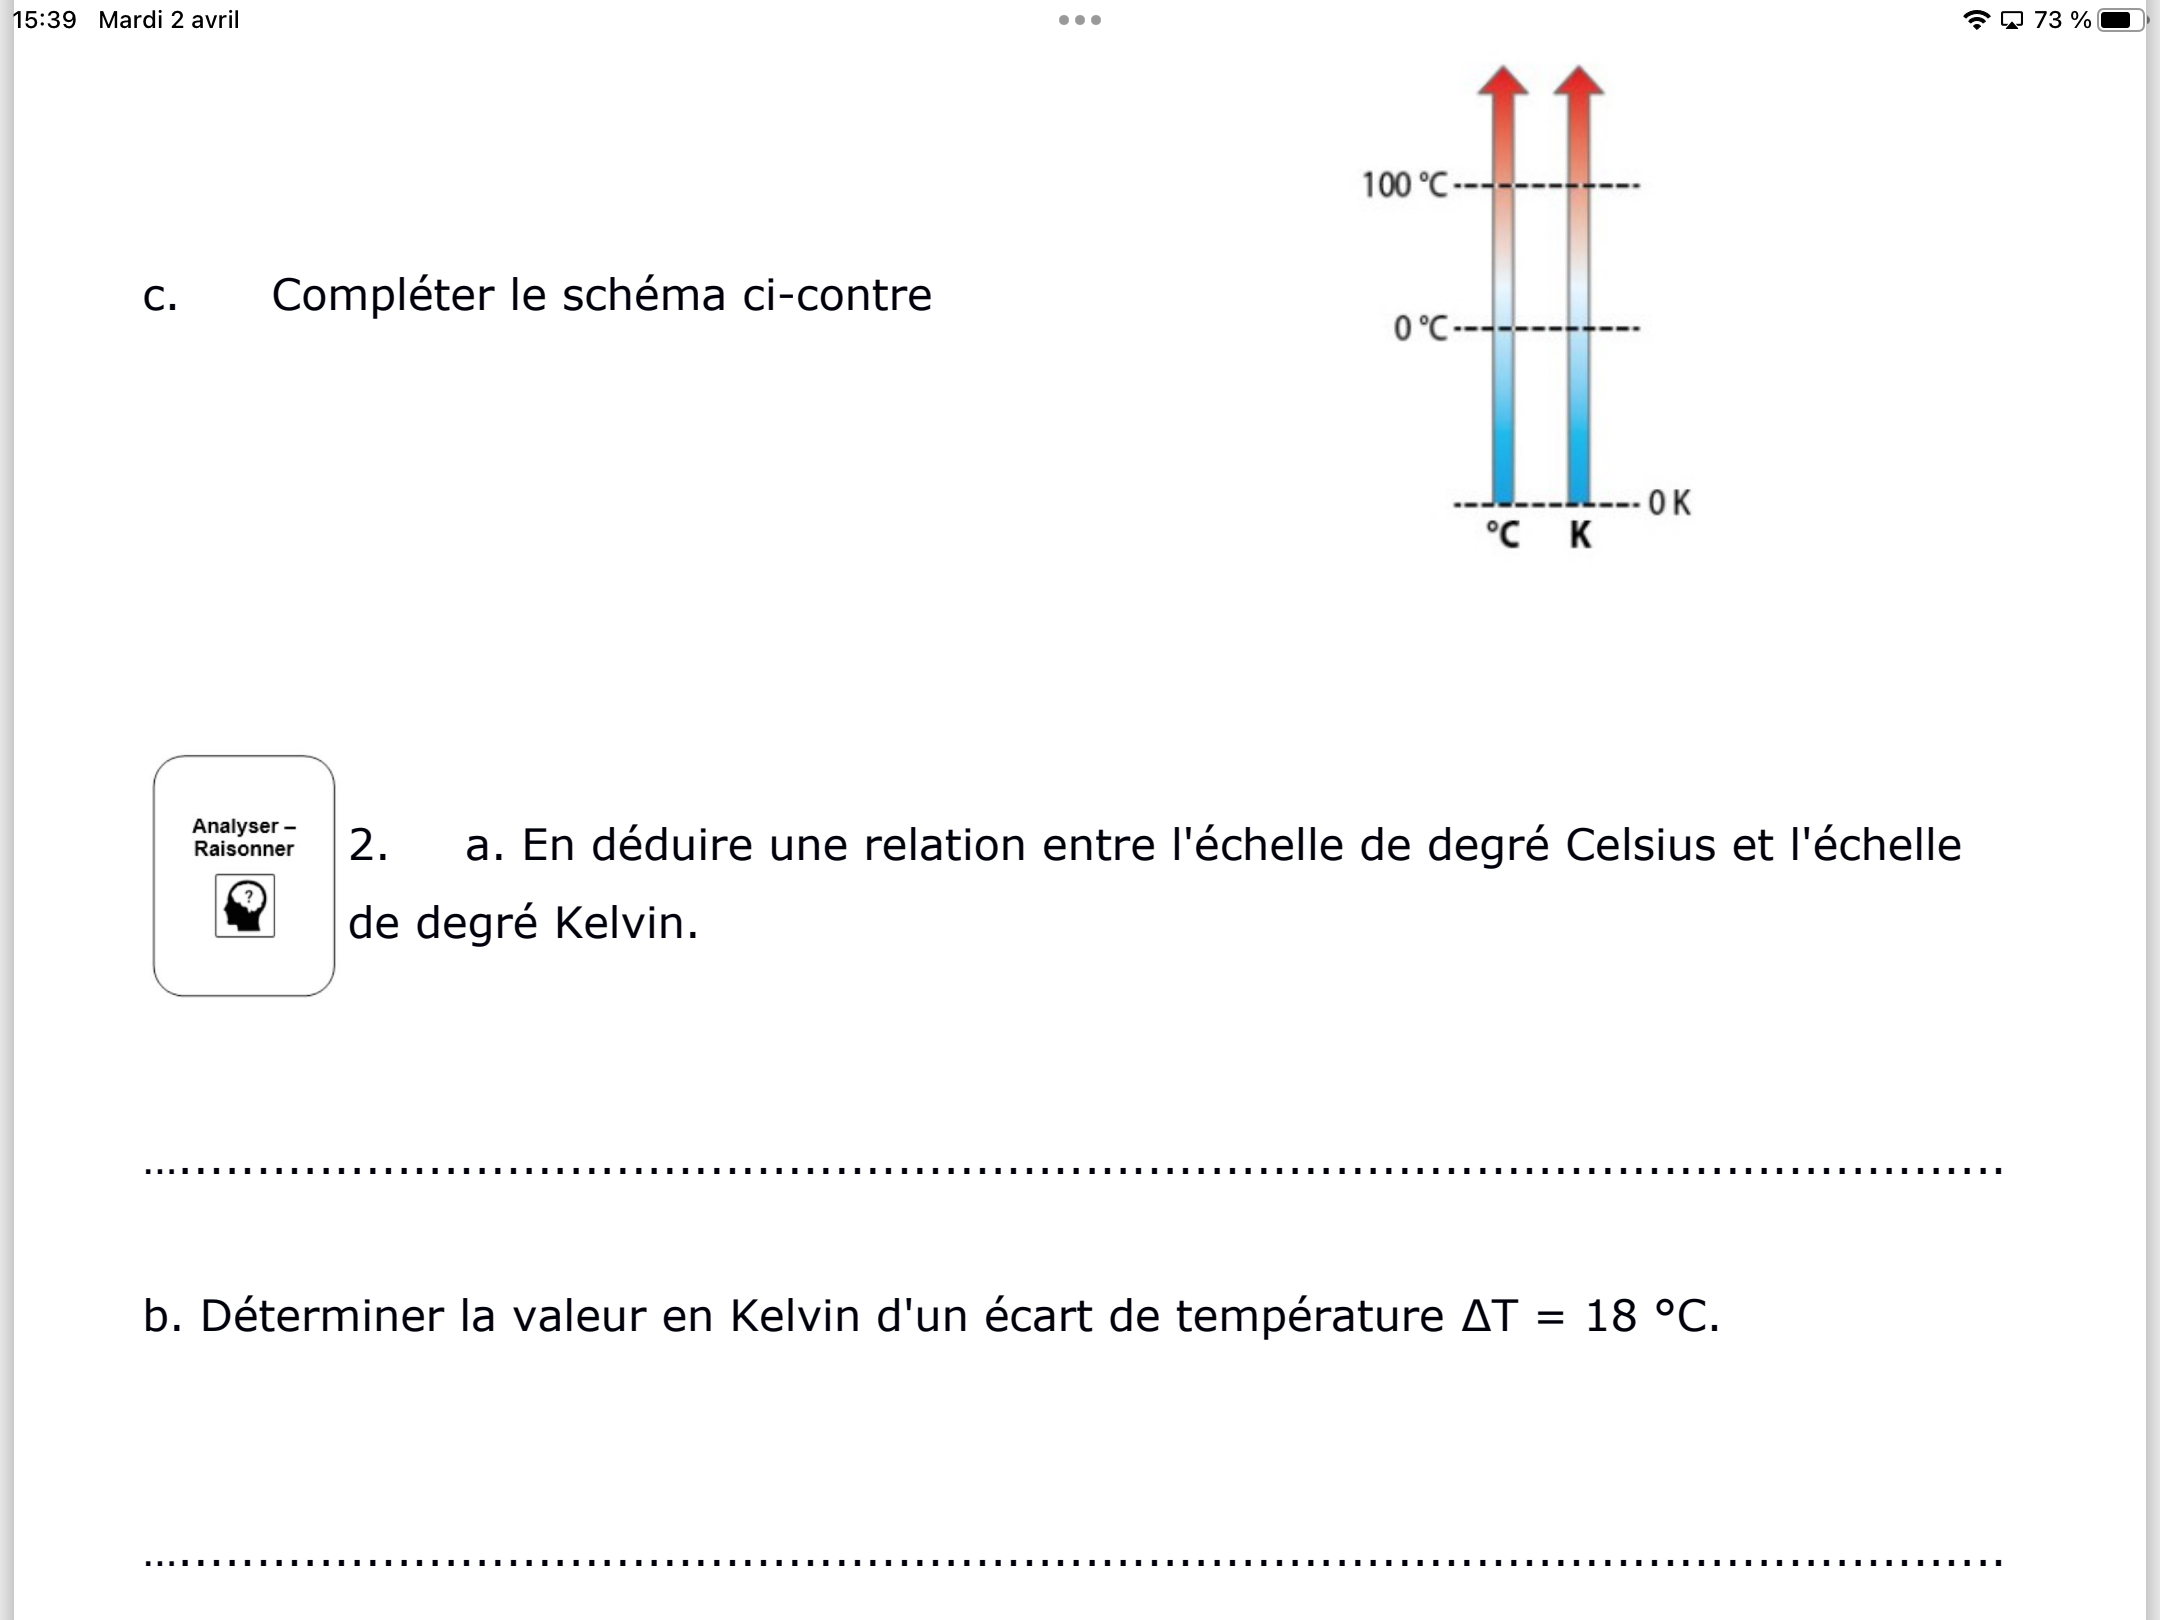 15:39 Mardi 2 avril
73 %
100 °C
c. Compléter le schéma ci-contre
0 °C
0 K
°C K
Analyser –
Raisonner
?
2. a. En déduire une relation entre l'échelle de degré Celsius et l'échelle
de degré Kelvin.
b. Déterminer la valeur en Kelvin d'un écart de température ΔT = 18 °C.